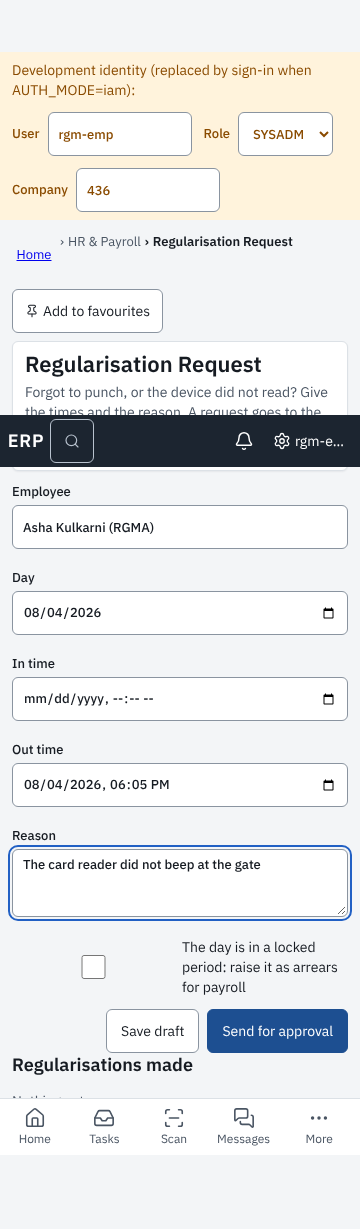 Development identity (replaced by sign-in when
AUTH_MODE=iam):
User
rgm-emp
Role
SYSADM
Company
436
› HR & Payroll › Regularisation Request
Home
Add to favourites
Regularisation Request
Forgot to punch, or the device did not read? Give
the times and the reason. A request goes to the
ERP
rgm-e...
Employee
Asha Kulkarni (RGMA)
Day
08/04/2026
In time
mm/dd/yyyy, --:-- --
Out time
08/04/2026, 06:05 PM
Reason
The card reader did not beep at the gate
The day is in a locked
period: raise it as arrears
for payroll
Save draft
Send for approval
Regularisations made
Home
Tasks
Scan
Messages
More